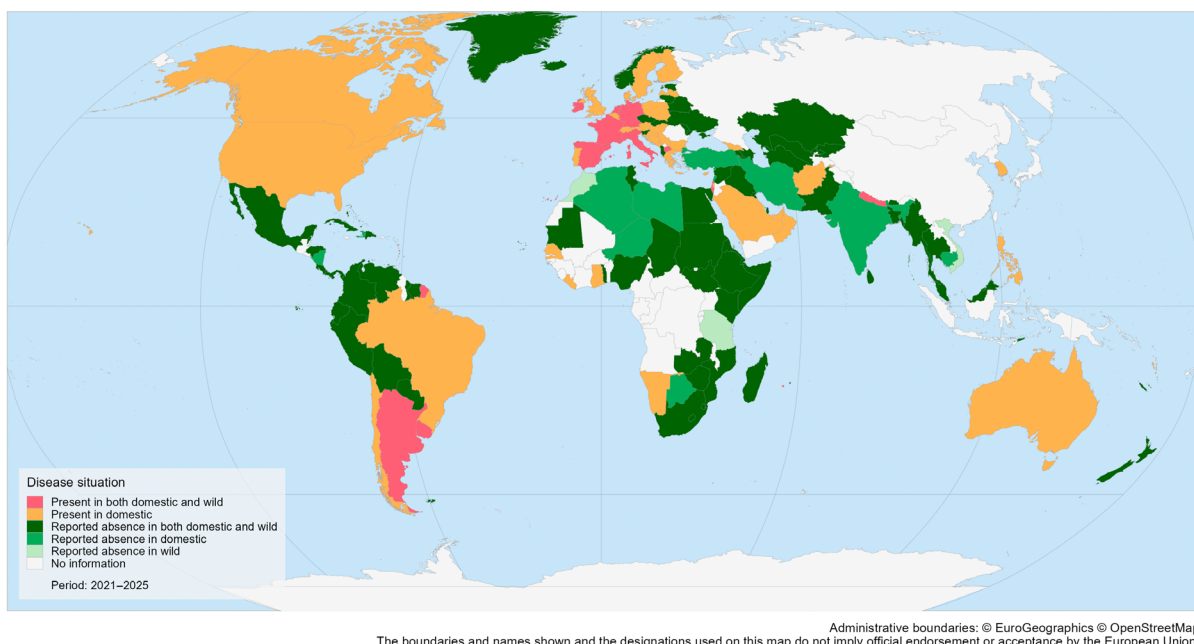 Disease situation
Present in both domestic and wild
Present in domestic
Reported absence in both domestic and wild
Reported absence in domestic
Reported absence in wild
No information
Period: 2021–2025
Administrative boundaries: © EuroGeographics © OpenStreetMap
The boundaries and names shown and the designations used on this map do not imply official endorsement or acceptance by the European Union